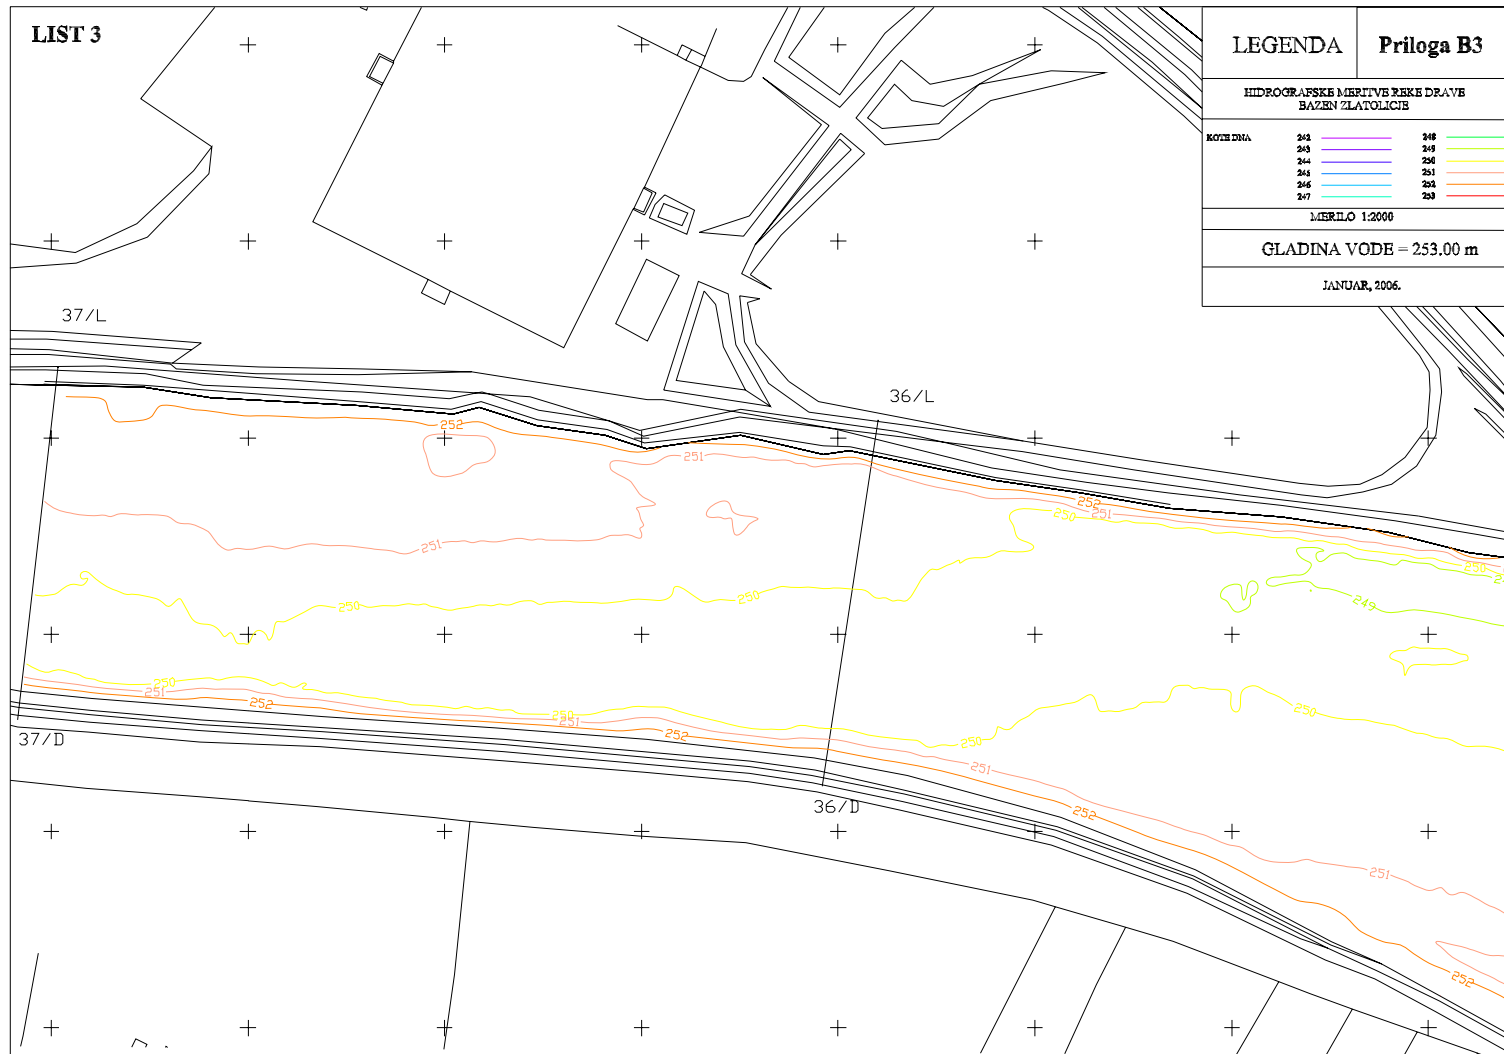 LIST 3
LEGENDA
Priloga B3
HIDROGRAFSKE MERITVE REKE DRAVE
BAZEN ZLATOLICJE
KOTE DNA
242 248
243 249
244 250
245 251
246 252
247 253
MERILO 1:2000
GLADINA VODE = 253.00 m
JANUAR, 2006.
37/L
36/L
252
251
252
251
250
251
250
249
250
250
250
251
252
250
251
252
250
250
251
37/D
36/D
252
251
252